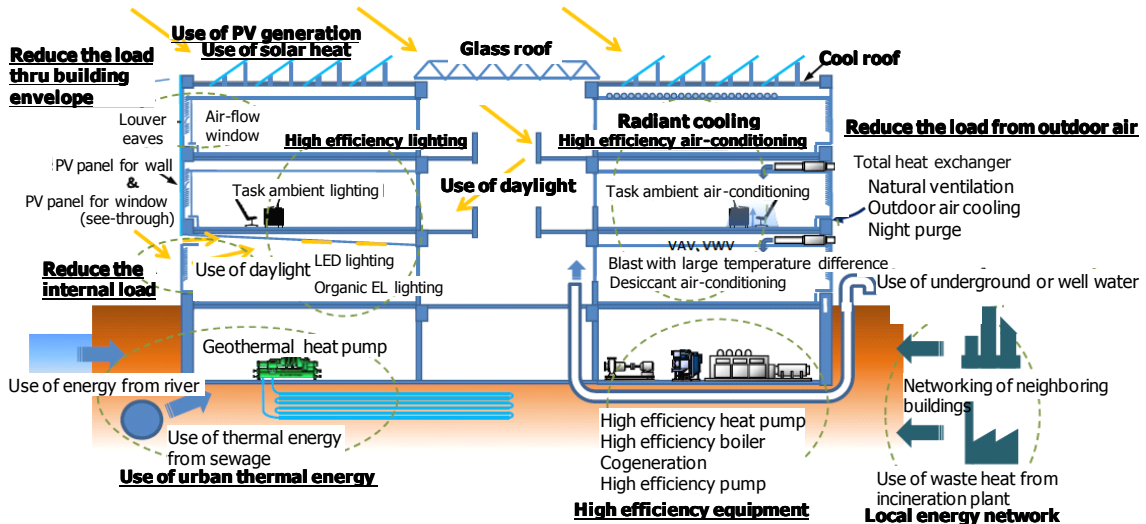 Use of PV generation
Use of solar heat
Glass roof
Cool roof
Reduce the load
thru building
envelope
Louver
eaves
Air-flow
window
High efficiency lighting
Radiant cooling
High efficiency air-conditioning
Reduce the load from outdoor air
PV panel for wall
&
PV panel for window
(see-through)
Task ambient lighting
Use of daylight
Task ambient air-conditioning
Total heat exchanger
Natural ventilation
Outdoor air cooling
Night purge
Reduce the
internal load
Use of daylight
LED lighting
Organic EL lighting
VAV, VWV
Blast with large temperature difference
Desiccant air-conditioning
Use of underground or well water
Geothermal heat pump
Use of energy from river
Use of thermal energy
from sewage
Use of urban thermal energy
High efficiency heat pump
High efficiency boiler
Cogeneration
High efficiency pump
High efficiency equipment
Networking of neighboring
buildings
Use of waste heat from
incineration plant
Local energy network